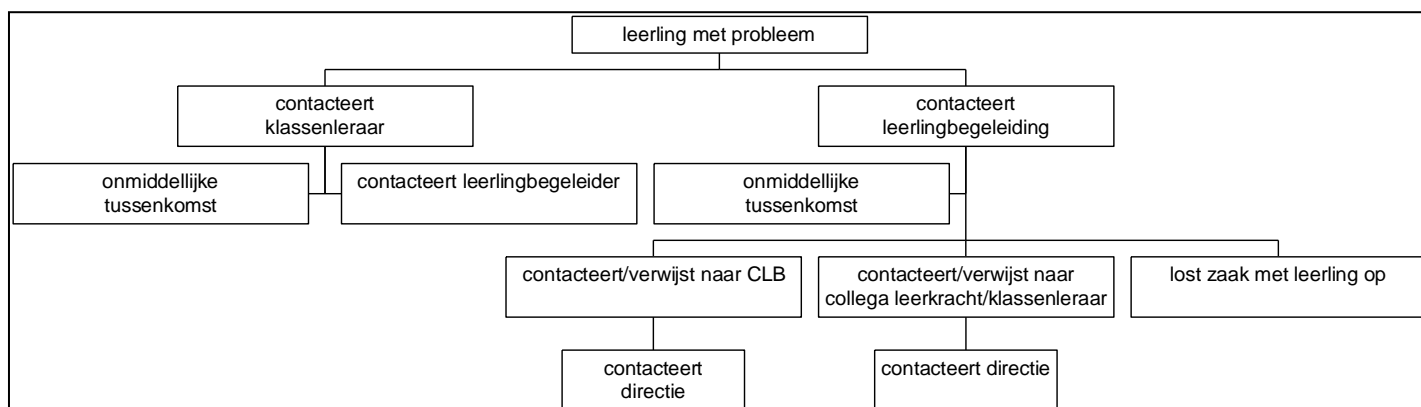 leerling met probleem
contacteert
klassenleraar
contacteert
leerlingbegeleiding
onmiddellijke
tussenkomst
contacteert leerlingbegeleider
onmiddellijke
tussenkomst
contacteert/verwijst naar CLB
contacteert/verwijst naar
collega leerkracht/klassenleraar
lost zaak met leerling op
contacteert
directie
contacteert directie